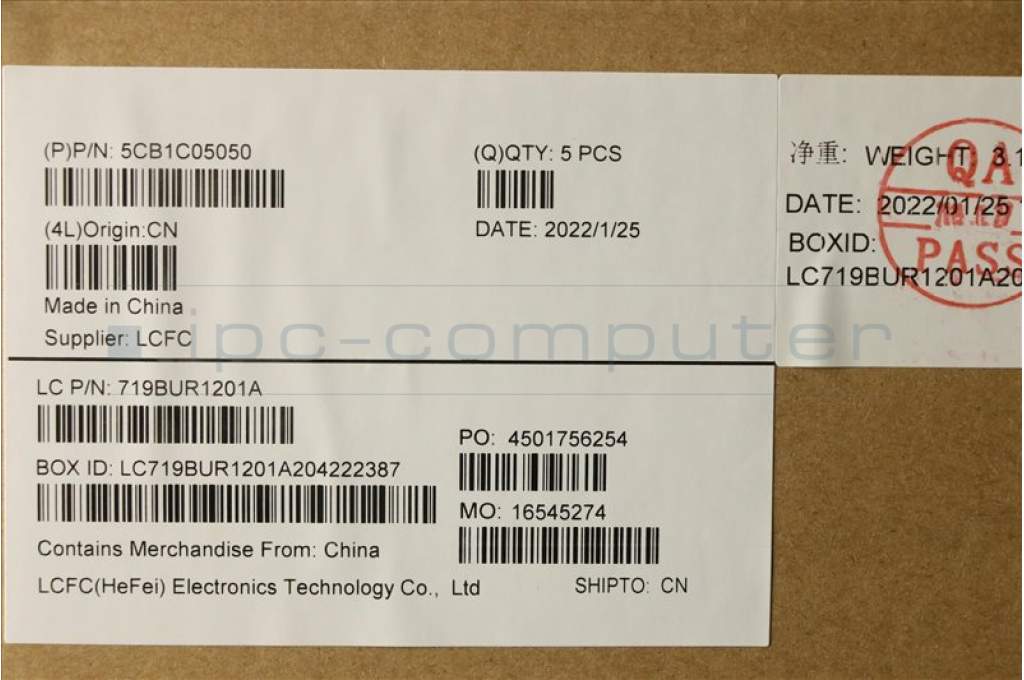 (P)P/N: 5CB1C05050
(Q)QTY: 5 PCS
(4L)Origin:CN
DATE: 2022/1/25
Made in China
Supplier: LCFC
净重: WEIGHT: 3.1
DATE: 2022/01/25
BOXID:
LC719BUR1201A20
QA
PASS
ipc-computer
LC P/N: 719BUR1201A
PO: 4501756254
BOX ID: LC719BUR1201A204222387
MO: 16545274
Contains Merchandise From: China
LCFC(HeFei) Electronics Technology Co., Ltd
SHIPTO: CN